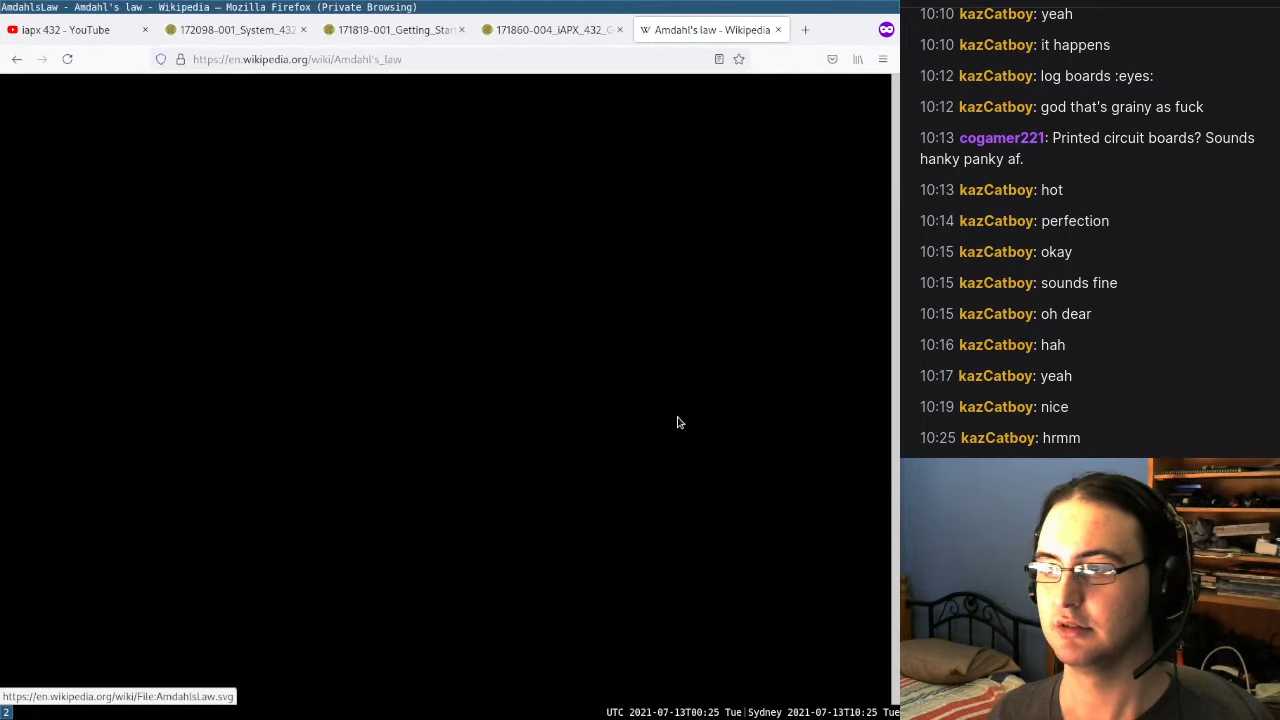 AmdahlsLaw - Amdahl's law - Wikipedia — Mozilla Firefox (Private Browsing)
iapx 432 - YouTube
172098-001_System_432
171819-001_Getting_Star
171860-004_iAPX_432_G
Amdahl's law - Wikipedia
https://en.wikipedia.org/wiki/Amdahl's_law
10:10 kazCatboy: yeah
10:10 kazCatboy: it happens
10:12 kazCatboy: log boards :eyes:
10:12 kazCatboy: god that's grainy as fuck
10:13 cogamer221: Printed circuit boards? Sounds
hanky panky af.
10:13 kazCatboy: hot
10:14 kazCatboy: perfection
10:15 kazCatboy: okay
10:15 kazCatboy: sounds fine
10:15 kazCatboy: oh dear
10:16 kazCatboy: hah
10:17 kazCatboy: yeah
10:19 kazCatboy: nice
10:25 kazCatboy: hrmm
https://en.wikipedia.org/wiki/File:AmdahlsLaw.svg
2
UTC 2021-07-13T00:25 Tue|Sydney 2021-07-13T10:25 Tue